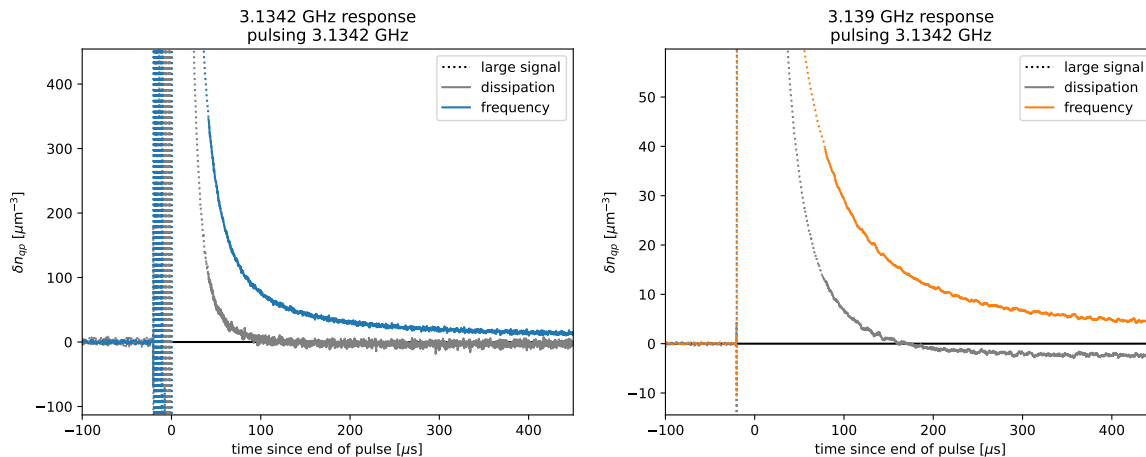 3.1342 GHz response
pulsing 3.1342 GHz
large signal
dissipation
frequency
400
300
200
100
0
−100
δn_qp [μm⁻³]
−100 0 100 200 300 400
time since end of pulse [μs]
3.139 GHz response
pulsing 3.1342 GHz
large signal
dissipation
frequency
50
40
30
20
10
0
−10
δn_qp [μm⁻³]
−100 0 100 200 300 400
time since end of pulse [μs]